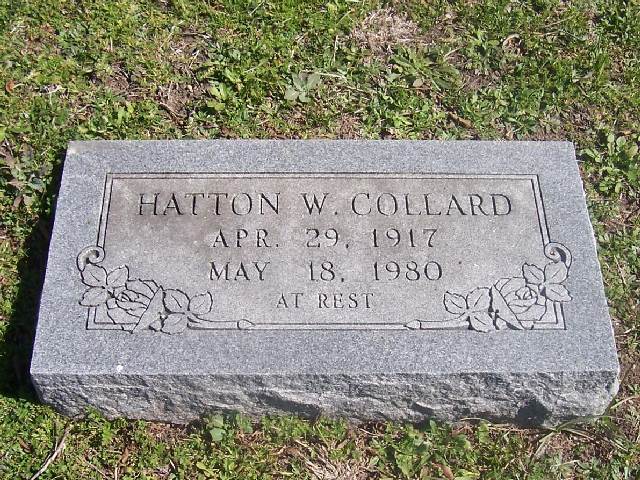 HATTON W. COLLARD
APR. 29, 1917
MAY 18, 1980
AT REST